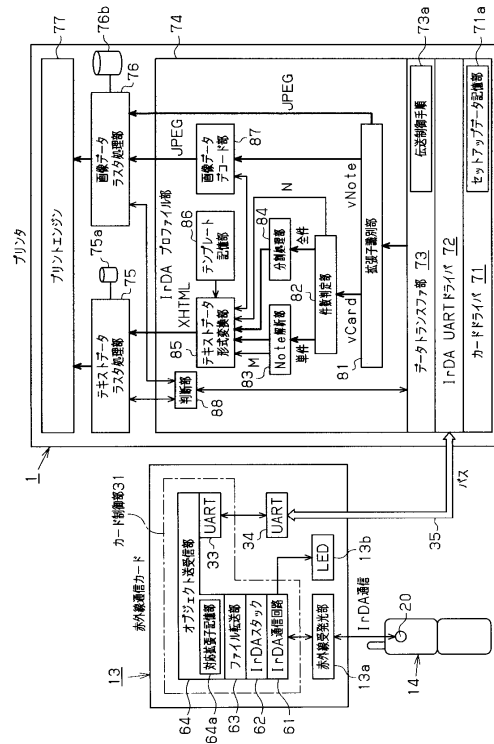 プリンタ
1
プリントエンジン
77
テキストデータ
ラスタ処理部
75
75a
画像データ
ラスタ処理部
76
76b
IrDA プロファイル部
74
XHTML
JPEG
JPEG
判断部
88
テキストデータ
形式変換部
85
テンプレート
記憶部
86
画像データ
デコード部
87
M
N
Note解析部
83
分割処理部
84
単件
全件
82
件数判定部
vCard
vNote
拡張子識別部
81
データトランスファ部 73
伝送制御手順
73a
IrDA UARTドライバ 72
カードドライバ 71
セットアップデータ記憶部
71a
バス
35
赤外線通信カード
13
カード制御部31
オブジェクト送受信部
64
対応拡張子記憶部
64a
ファイル転送部
63
IrDAスタック
62
IrDA通信回路
61
UART
33
UART
34
LED
13b
赤外線受発光部
13a
IrDA通信
20
14